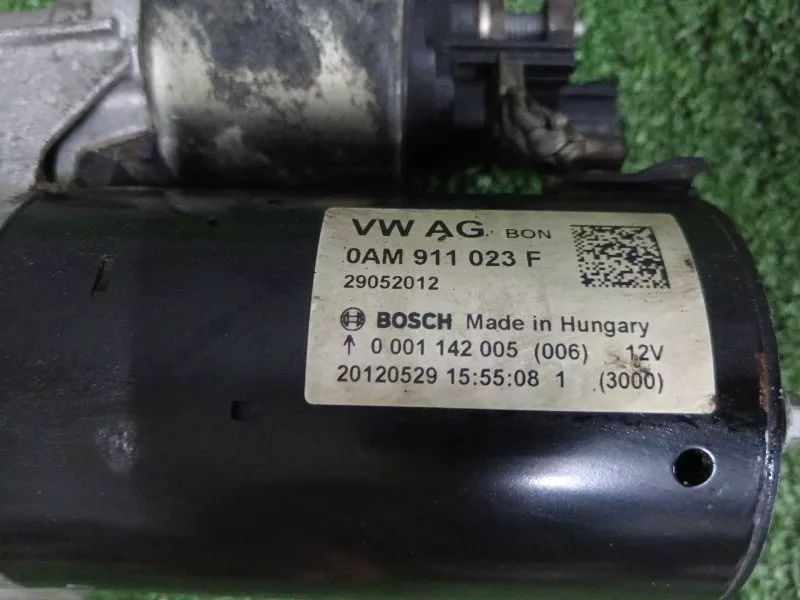 VW AG BON
0AM 911 023 F
29052012
BOSCH Made in Hungary
↑ 0 001 142 005 (006) 12V
20120529 15:55:08 1 (3000)